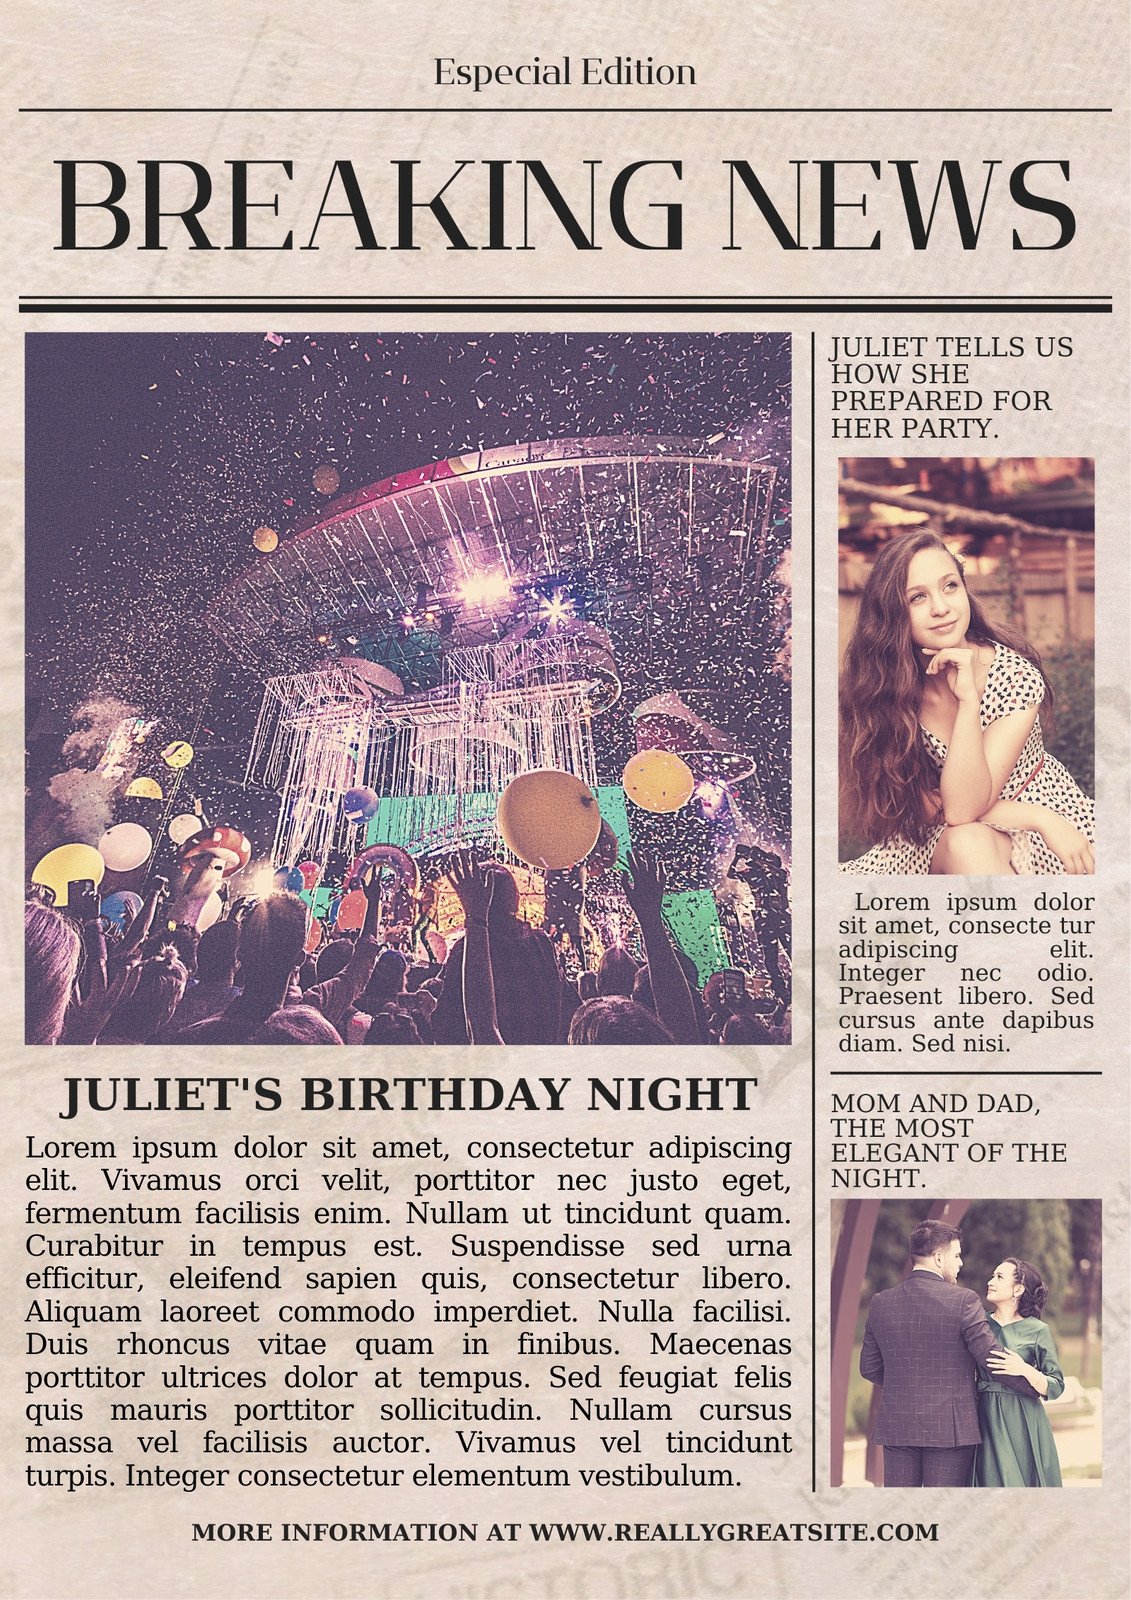 Especial Edition
BREAKING NEWS
JULIET'S BIRTHDAY NIGHT
Lorem ipsum dolor sit amet, consectetur adipiscing
elit. Vivamus orci velit, porttitor nec justo eget,
fermentum facilisis enim. Nullam ut tincidunt quam.
Curabitur in tempus est. Suspendisse sed urna
efficitur, eleifend sapien quis, consectetur libero.
Aliquam laoreet commodo imperdiet. Nulla facilisi.
Duis rhoncus vitae quam in finibus. Maecenas
porttitor ultrices dolor at tempus. Sed feugiat felis
quis mauris porttitor sollicitudin. Nullam cursus
massa vel facilisis auctor. Vivamus vel tincidunt
turpis. Integer consectetur elementum vestibulum.
JULIET TELLS US
HOW SHE
PREPARED FOR
HER PARTY.
Lorem ipsum dolor
sit amet, consecte tur
adipiscing elit.
Integer nec odio.
Praesent libero. Sed
cursus ante dapibus
diam. Sed nisi.
MOM AND DAD,
THE MOST
ELEGANT OF THE
NIGHT.
MORE INFORMATION AT WWW.REALLYGREATSITE.COM